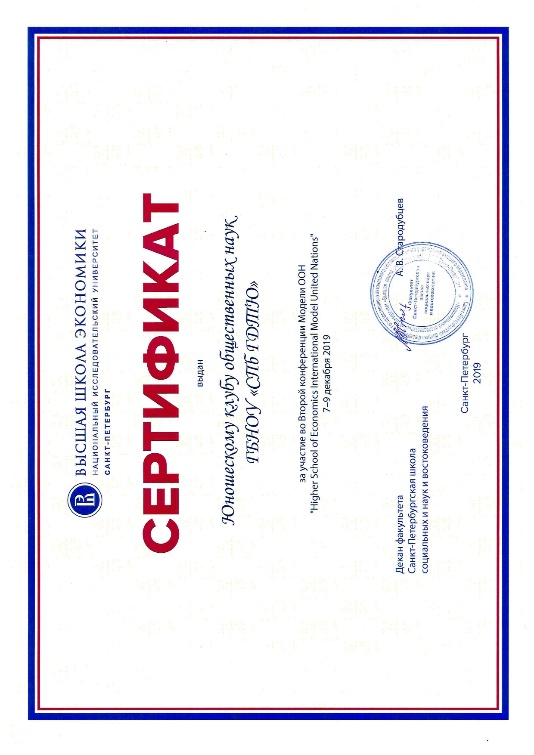 ВЫСШАЯ ШКОЛА ЭКОНОМИКИ
НАЦИОНАЛЬНЫЙ ИССЛЕДОВАТЕЛЬСКИЙ УНИВЕРСИТЕТ
САНКТ-ПЕТЕРБУРГ
СЕРТИФИКАТ
выдан
Юношескому клубу общественных наук
ГБНОУ «СПБ ГДТЮ»
за участие во Второй конференции Модели ООН
"Higher School of Economics International Model United Nations"
7–9 декабря 2019
Декан факультета
Санкт-Петербургская школа
социальных и наук и востоковедения
А. В. Стародубцев
Санкт-Петербург
2019